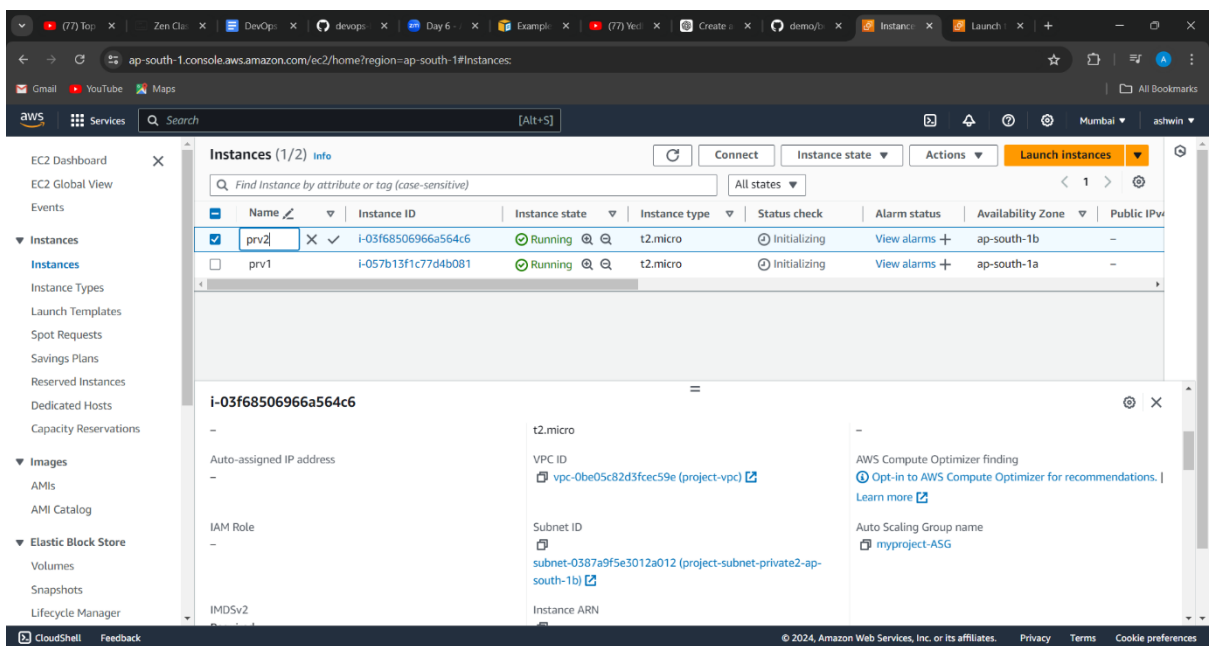 (77) Top
Zen Clas
DevOps
devops-
Day 6 -
Example
(77) Yedi
Create a
demo/b
Instance
Launch t
ap-south-1.console.aws.amazon.com/ec2/home?region=ap-south-1#Instances:
Gmail YouTube Maps All Bookmarks
aws Services Search [Alt+S] Mumbai ashwin
EC2 Dashboard
EC2 Global View
Events
Instances
Instances
Instance Types
Launch Templates
Spot Requests
Savings Plans
Reserved Instances
Dedicated Hosts
Capacity Reservations
Images
AMIs
AMI Catalog
Elastic Block Store
Volumes
Snapshots
Lifecycle Manager
Instances (1/2) Info Connect Instance state Actions Launch instances
Find Instance by attribute or tag (case-sensitive) All states 1
Name Instance ID Instance state Instance type Status check Alarm status Availability Zone Public IPv4
prv2 i-03f68506966a564c6 Running t2.micro Initializing View alarms + ap-south-1b –
prv1 i-057b13f1c77d4b081 Running t2.micro Initializing View alarms + ap-south-1a –
i-03f68506966a564c6
– t2.micro –
Auto-assigned IP address
–
VPC ID
vpc-0be05c82d3fcec59e (project-vpc)
AWS Compute Optimizer finding
Opt-in to AWS Compute Optimizer for recommendations. |
Learn more
IAM Role
–
Subnet ID
subnet-0387a9f5e3012a012 (project-subnet-private2-ap-
south-1b)
Auto Scaling Group name
myproject-ASG
IMDSv2
Instance ARN
CloudShell Feedback © 2024, Amazon Web Services, Inc. or its affiliates. Privacy Terms Cookie preferences